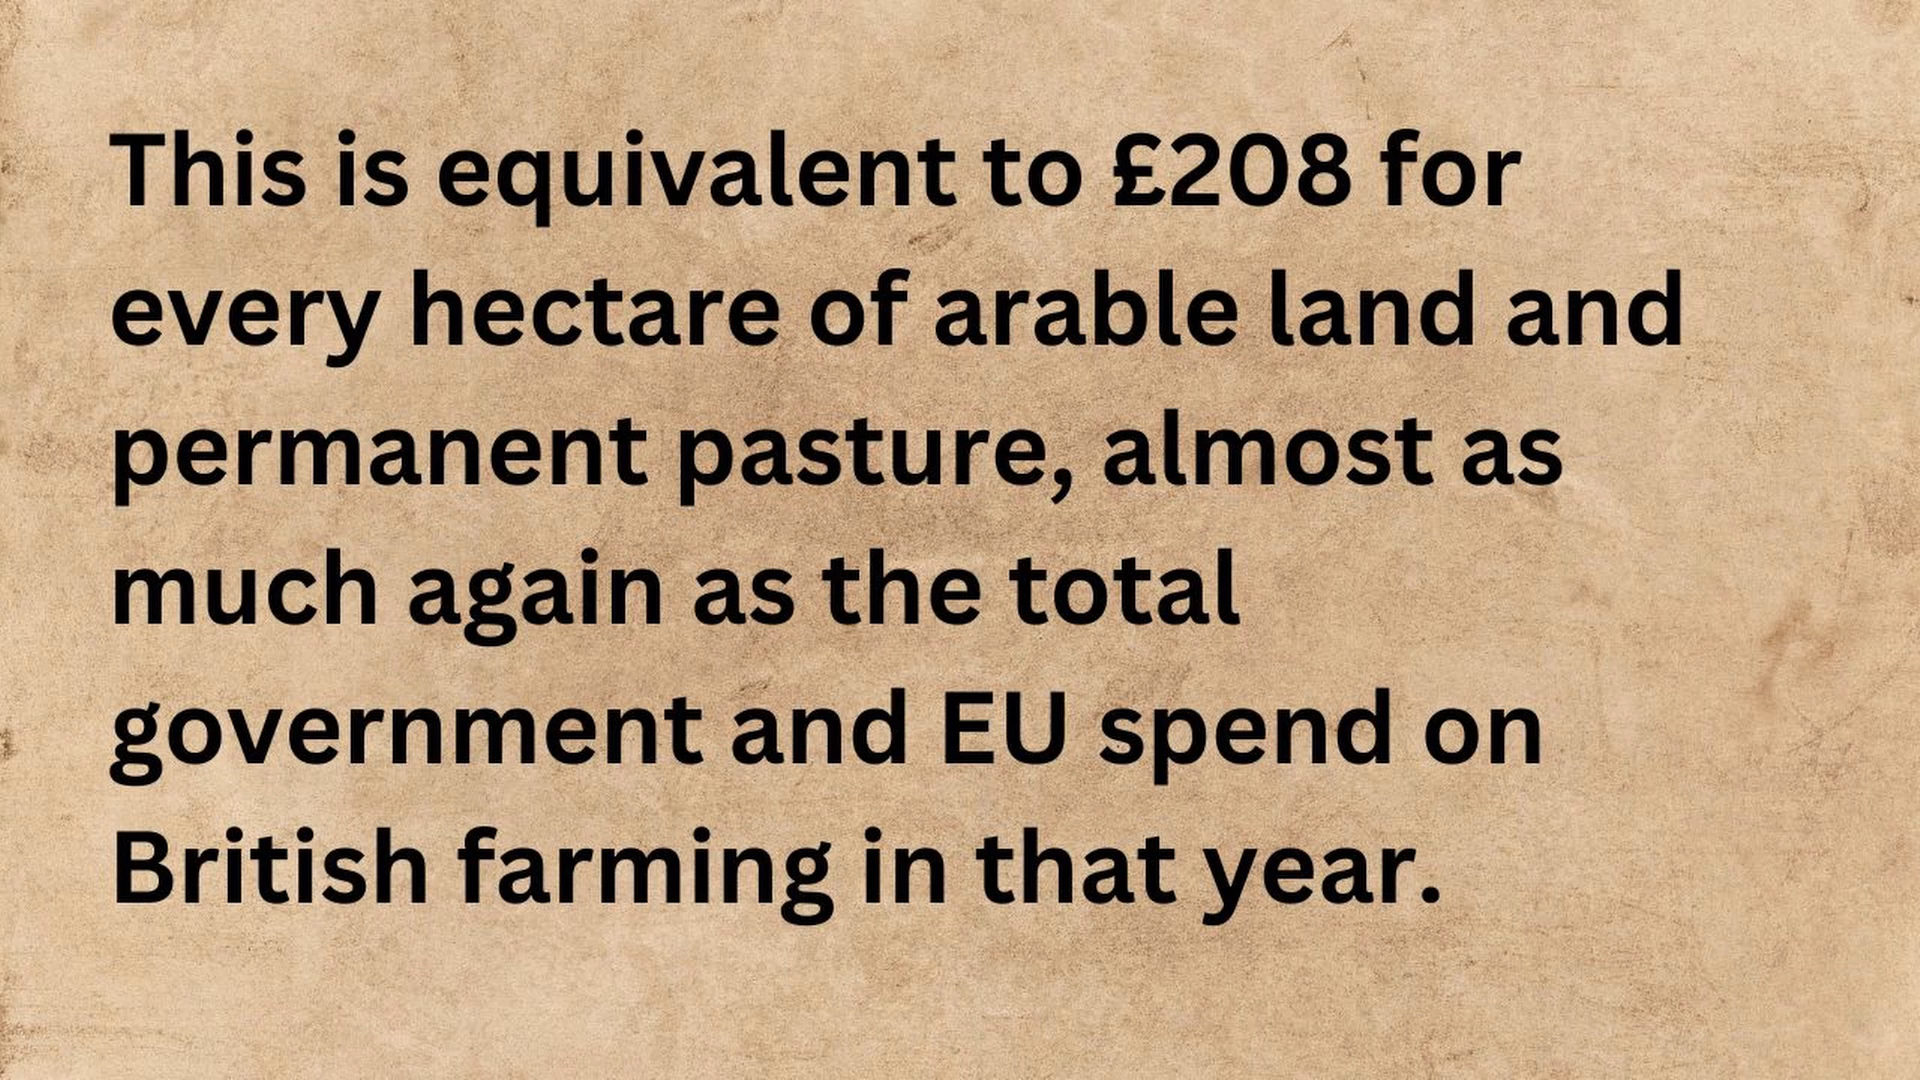 This is equivalent to £208 for
every hectare of arable land and
permanent pasture, almost as
much again as the total
government and EU spend on
British farming in that year.